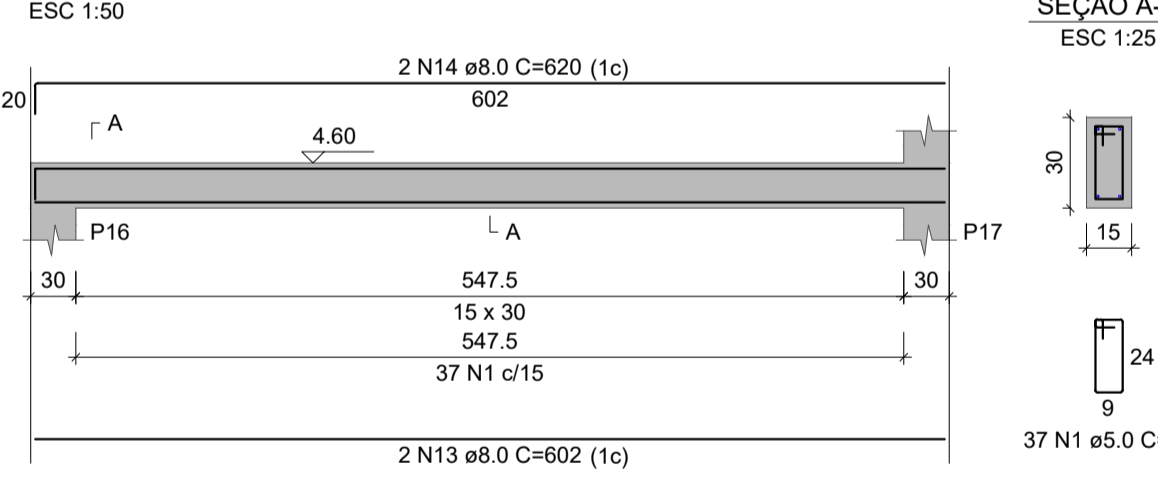 ESC 1:50
SEÇÃO A-
ESC 1:25
2 N14 ø8.0 C=620 (1c)
20
602
A
4.60
30
A
P16
P17
15
30
547.5
30
15 x 30
547.5
37 N1 c/15
24
9
37 N1 ø5.0 C=
2 N13 ø8.0 C=602 (1c)